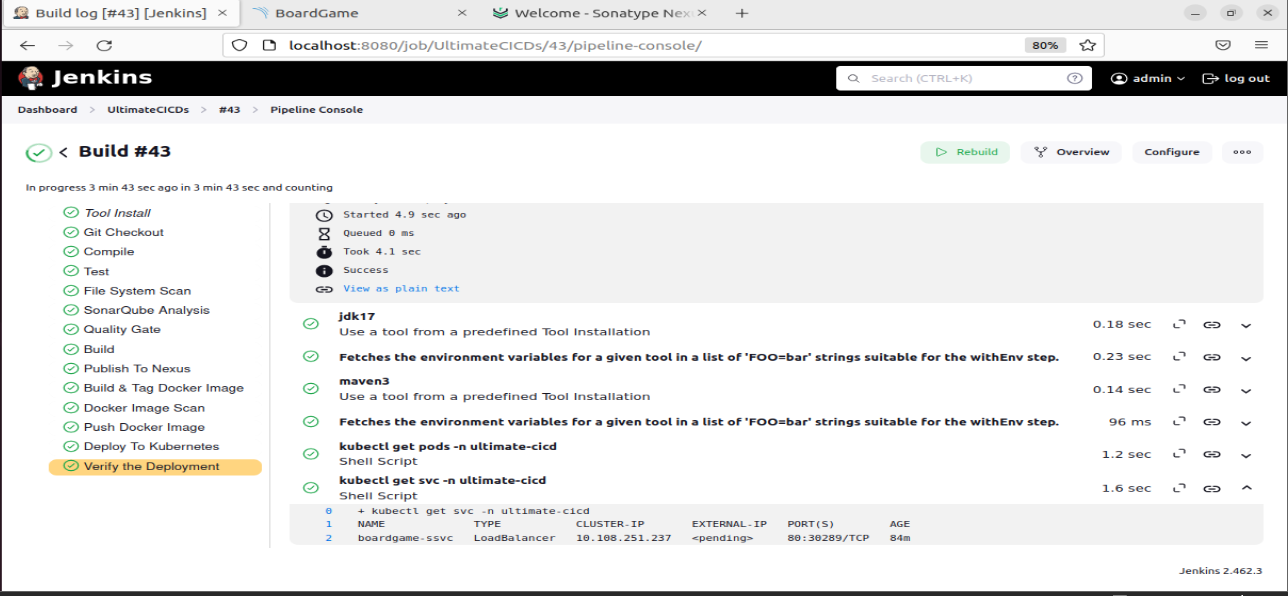 Build log [#43] [Jenkins] ×
BoardGame ×
Welcome - Sonatype Nex ×
localhost:8080/job/UltimateCICDs/43/pipeline-console/
80%
Jenkins
Search (CTRL+K)
admin
log out
Dashboard > UltimateCICDs > #43 > Pipeline Console
< Build #43
Rebuild
Overview
Configure
In progress 3 min 43 sec ago in 3 min 43 sec and counting
Tool Install
Git Checkout
Compile
Test
File System Scan
SonarQube Analysis
Quality Gate
Build
Publish To Nexus
Build & Tag Docker Image
Docker Image Scan
Push Docker Image
Deploy To Kubernetes
Verify the Deployment
Started 4.9 sec ago
Queued 0 ms
Took 4.1 sec
Success
View as plain text
jdk17
Use a tool from a predefined Tool Installation
0.18 sec
Fetches the environment variables for a given tool in a list of 'FOO=bar' strings suitable for the withEnv step.
0.23 sec
maven3
Use a tool from a predefined Tool Installation
0.14 sec
Fetches the environment variables for a given tool in a list of 'FOO=bar' strings suitable for the withEnv step.
96 ms
kubectl get pods -n ultimate-cicd
Shell Script
1.2 sec
kubectl get svc -n ultimate-cicd
Shell Script
1.6 sec
0 + kubectl get svc -n ultimate-cicd
1 NAME TYPE CLUSTER-IP EXTERNAL-IP PORT(S) AGE
2 boardgame-ssvc LoadBalancer 10.108.251.237 <pending> 80:30289/TCP 84m
Jenkins 2.462.3